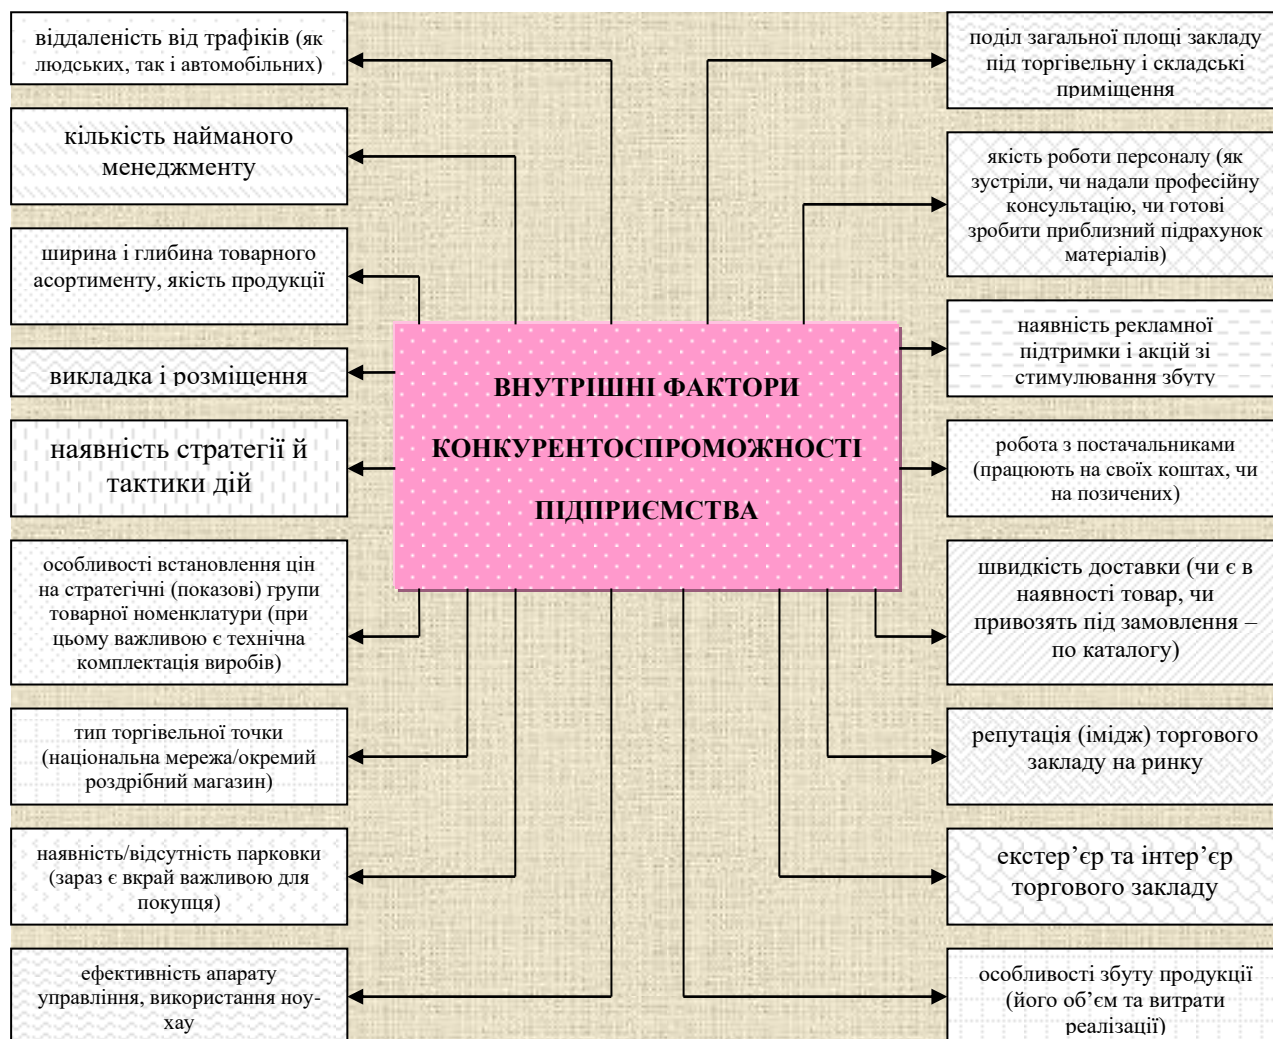 віддаленість від трафіків (як
людських, так і автомобільних)
кількість найманого
менеджменту
ширина і глибина товарного
асортименту, якість продукції
викладка і розміщення
наявність стратегії й
тактики дій
особливості встановлення цін
на стратегічні (показові) групи
товарної номенклатури (при
цьому важливою є технічна
комплектація виробів)
тип торгівельної точки
(національна мережа/окремий
роздрібний магазин)
наявність/відсутність парковки
(зараз є вкрай важливою для
покупця)
ефективність апарату
управління, використання ноу-
хау
ВНУТРІШНІ ФАКТОРИ
КОНКУРЕНТОСПРОМОЖНОСТІ
ПІДПРИЄМСТВА
поділ загальної площі закладу
під торгівельну і складські
приміщення
якість роботи персоналу (як
зустріли, чи надали професійну
консультацію, чи готові
зробити приблизний підрахунок
матеріалів)
наявність рекламної
підтримки і акцій зі
стимулювання збуту
робота з постачальниками
(працюють на своїх коштах, чи
на позичених)
швидкість доставки (чи є в
наявності товар, чи
привозять під замовлення –
по каталогу)
репутація (імідж) торгового
закладу на ринку
екстер’єр та інтер’єр
торгового закладу
особливості збуту продукції
(його об’єм та витрати
реалізації)